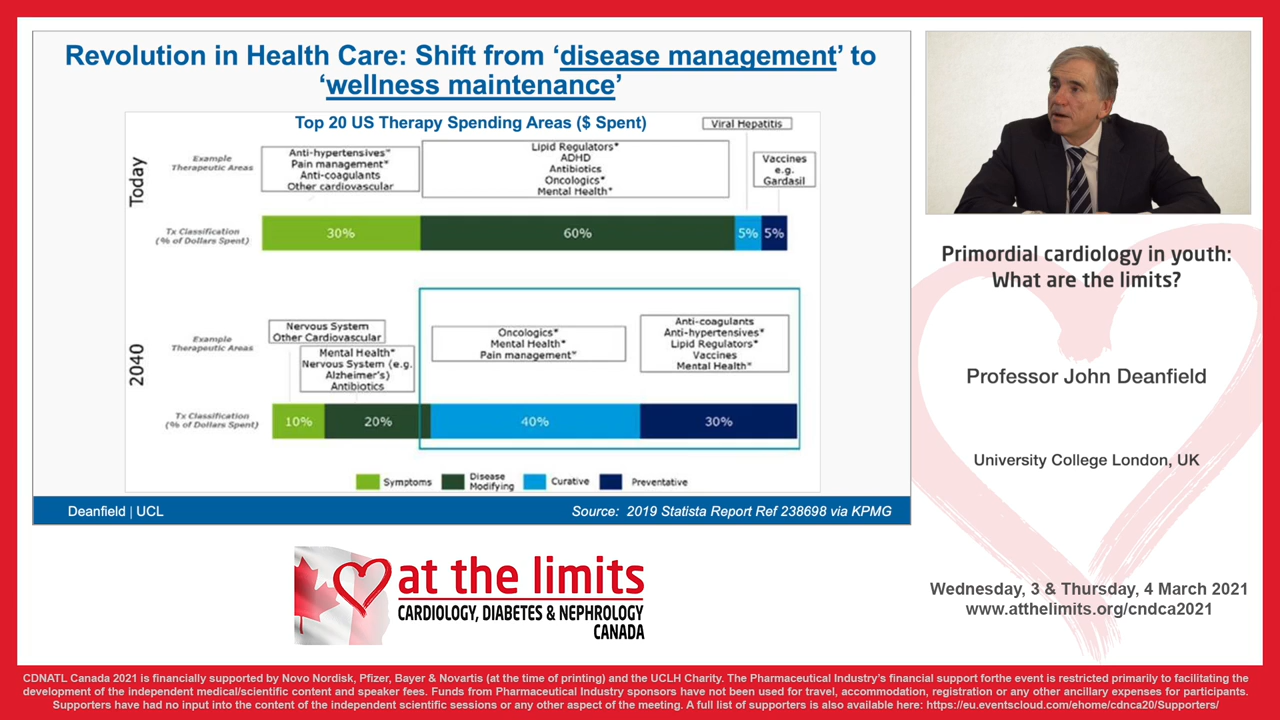 Revolution in Health Care: Shift from ‘disease management’ to
‘wellness maintenance’
Top 20 US Therapy Spending Areas ($ Spent)
Today
Example
Therapeutic Areas
Anti-hypertensives*
Pain management*
Anti-coagulants
Other cardiovascular
Lipid Regulators*
ADHD
Antibiotics
Oncologics*
Mental Health*
Viral Hepatitis
Vaccines
e.g.
Gardasil
Tx Classification
(% of Dollars Spent)
30%
60%
5%
5%
2040
Example
Therapeutic Areas
Nervous System
Other Cardiovascular
Mental Health*
Nervous System (e.g.
Alzheimer's)
Antibiotics
Oncologics*
Mental Health*
Pain management*
Anti-coagulants
Anti-hypertensives*
Lipid Regulators*
Vaccines
Mental Health*
Tx Classification
(% of Dollars Spent)
10%
20%
40%
30%
Symptoms
Disease
Modifying
Curative
Preventative
Deanfield | UCL
Source: 2019 Statista Report Ref 238698 via KPMG
Primordial cardiology in youth:
What are the limits?
Professor John Deanfield
University College London, UK
at the limits
CARDIOLOGY, DIABETES & NEPHROLOGY
CANADA
Wednesday, 3 & Thursday, 4 March 2021
www.atthelimits.org/cndca2021
CDNATL Canada 2021 is financially supported by Novo Nordisk, Pfizer, Bayer & Novartis (at the time of printing) and the UCLH Charity. The Pharmaceutical Industry's financial support forthe event is restricted primarily to facilitating the
development of the independent medical/scientific content and speaker fees. Funds from Pharmaceutical Industry sponsors have not been used for travel, accommodation, registration or any other ancillary expenses for participants.
Supporters have had no input into the content of the independent scientific sessions or any other aspect of the meeting. A full list of supporters is also available here: https://eu.eventscloud.com/ehome/cdnca20/Supporters/